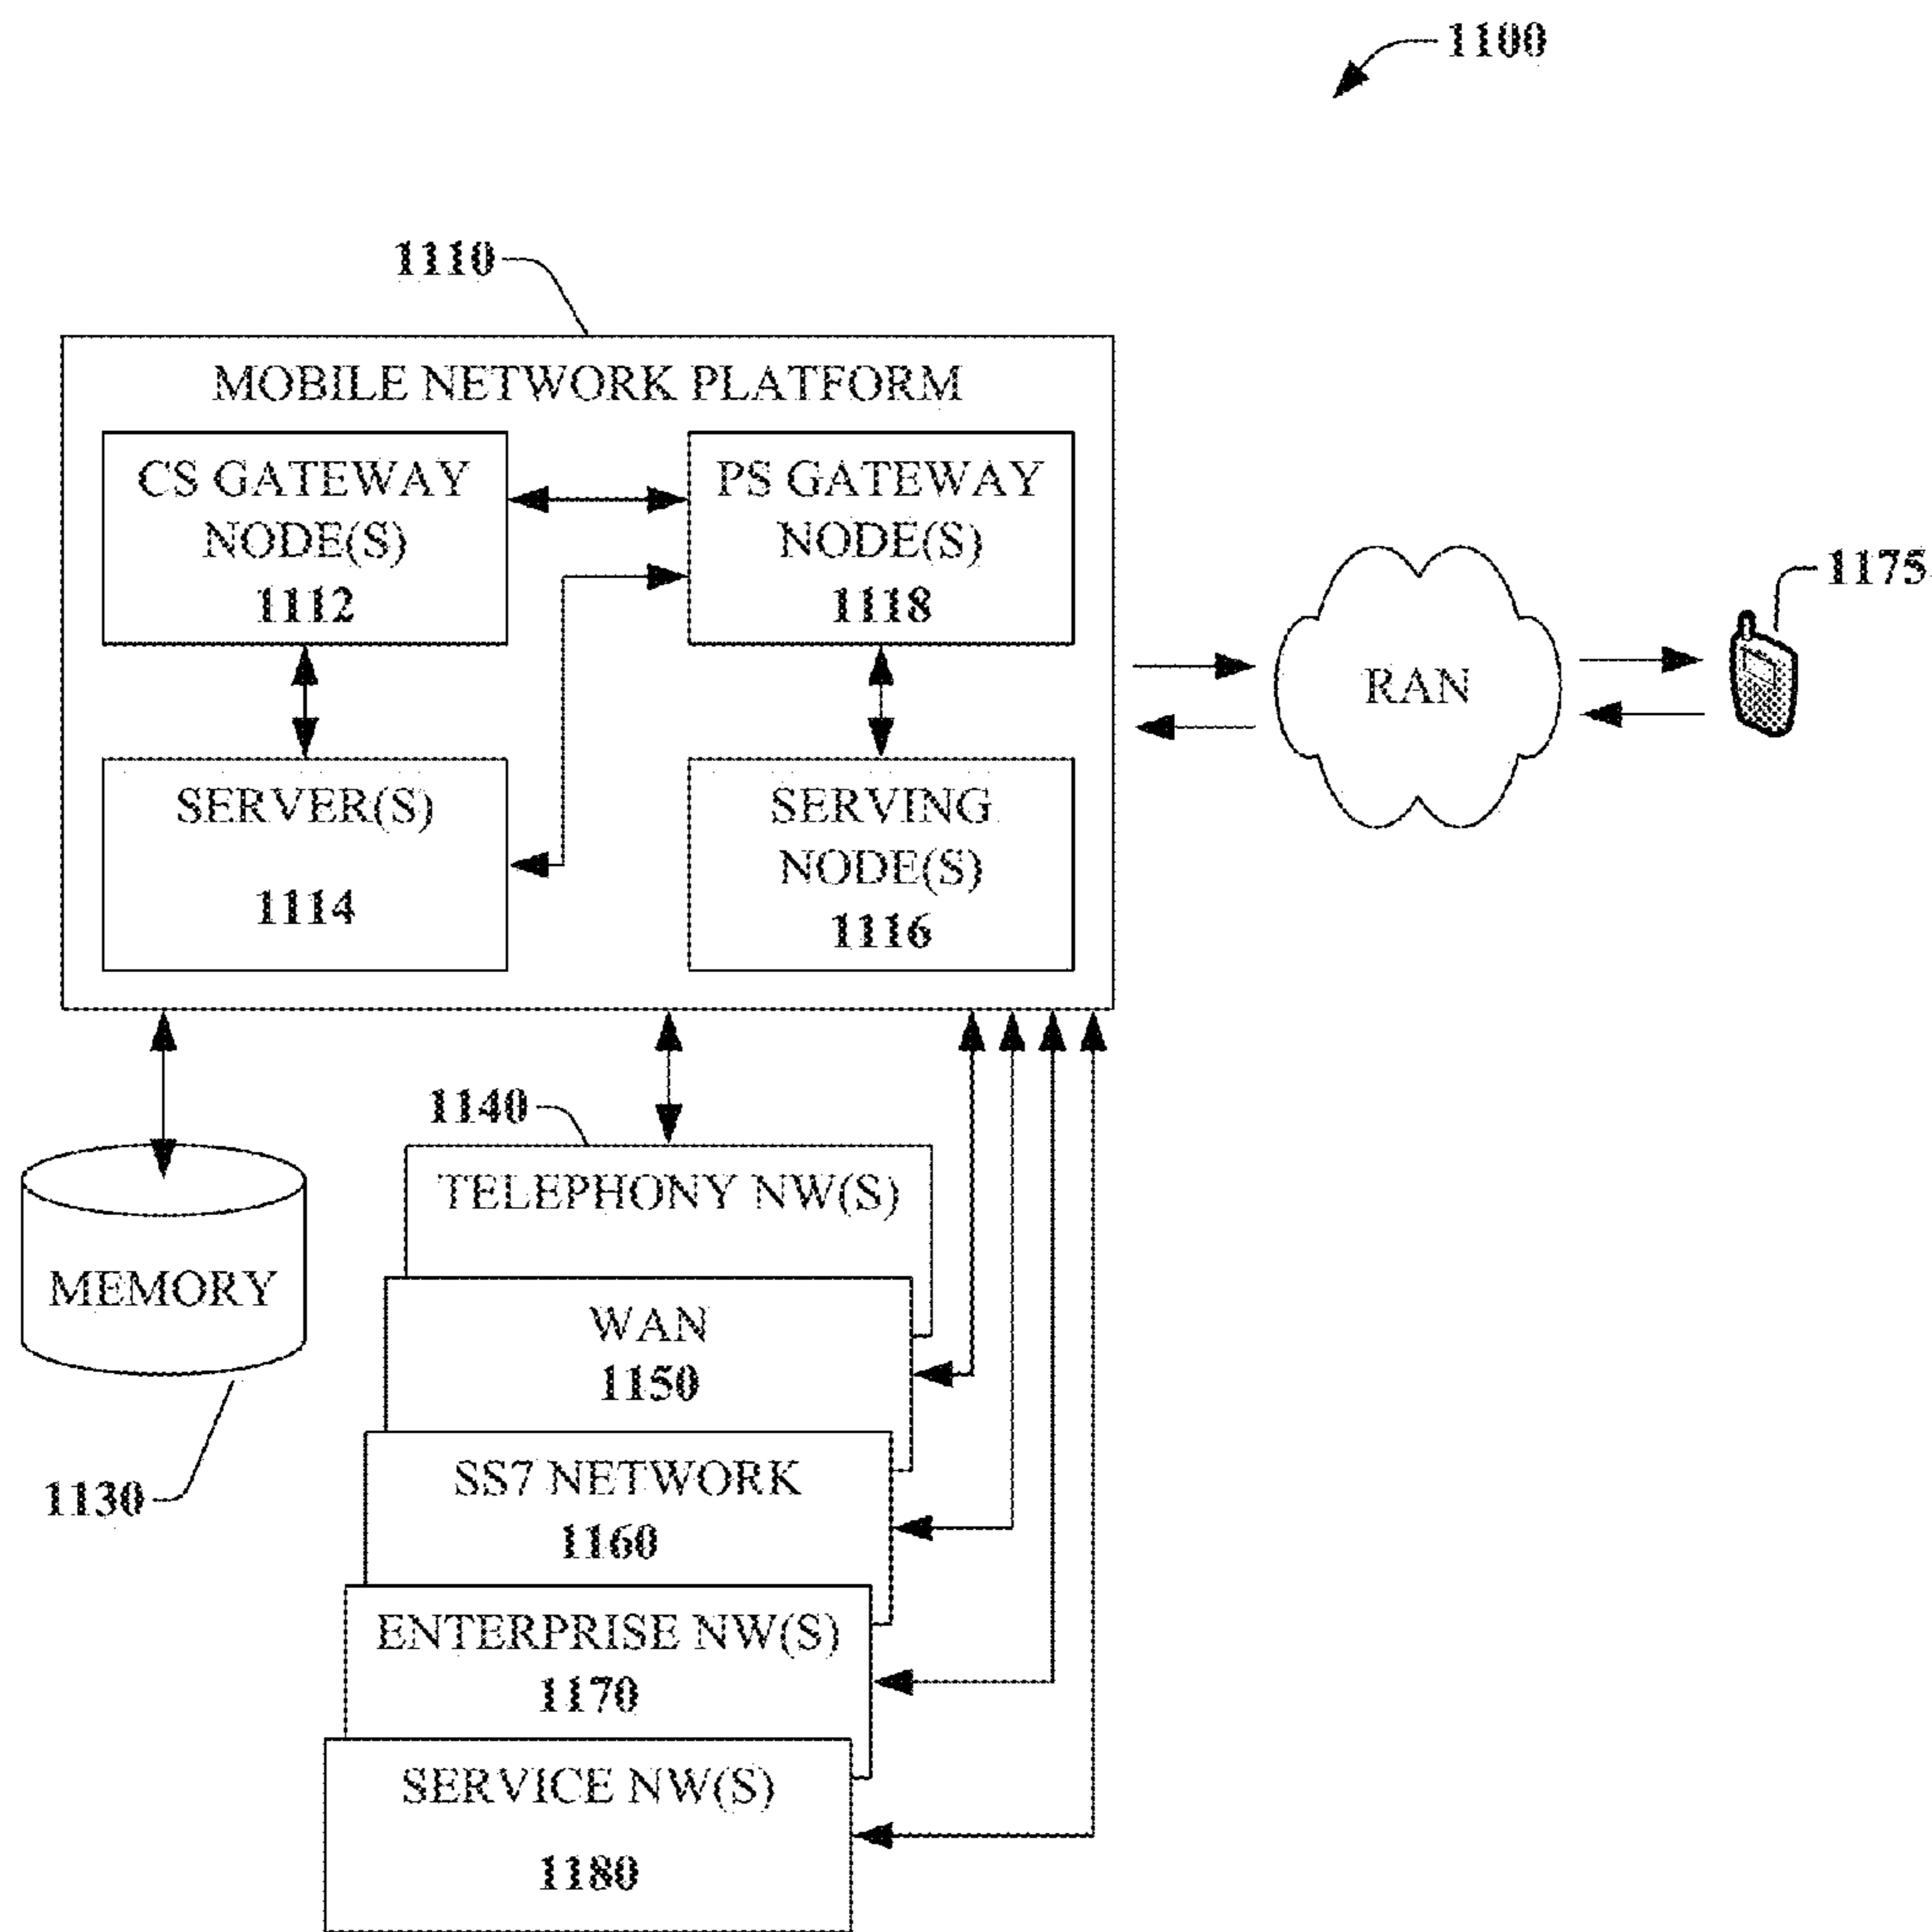 1100
1110
MOBILE NETWORK PLATFORM
CS GATEWAY
NODE(S)
1112
PS GATEWAY
NODE(S)
1118
SERVER(S)
1114
SERVING
NODE(S)
1116
RAN
1175
1140
TELEPHONY NW(S)
MEMORY
1130
WAN
1150
SS7 NETWORK
1160
ENTERPRISE NW(S)
1170
SERVICE NW(S)
1180